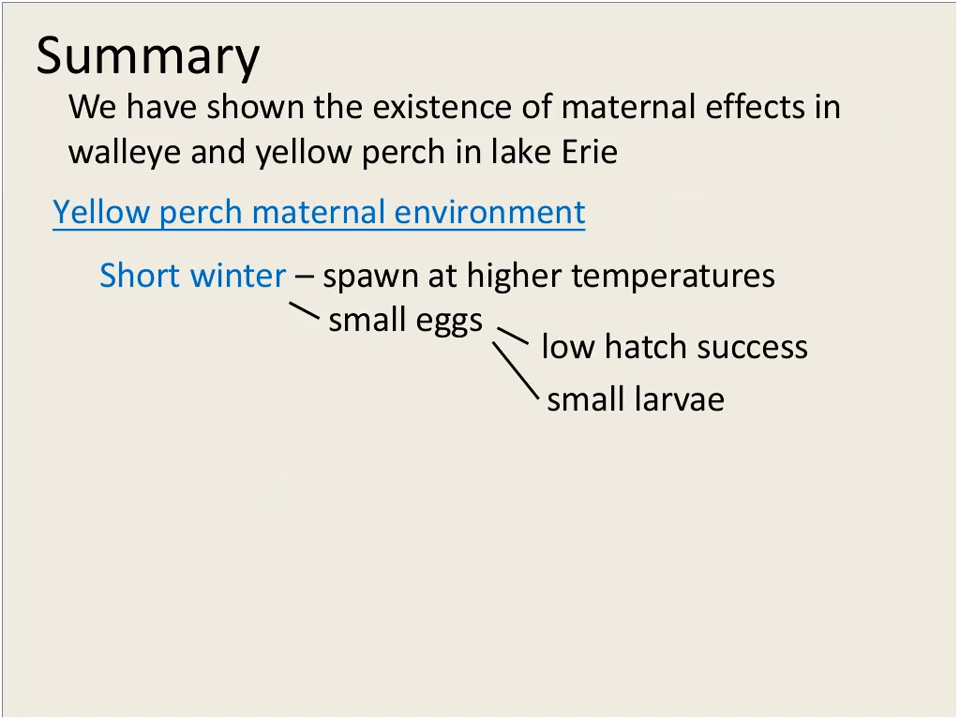 Summary
We have shown the existence of maternal effects in
walleye and yellow perch in lake Erie
Yellow perch maternal environment
Short winter – spawn at higher temperatures
small eggs
low hatch success
small larvae